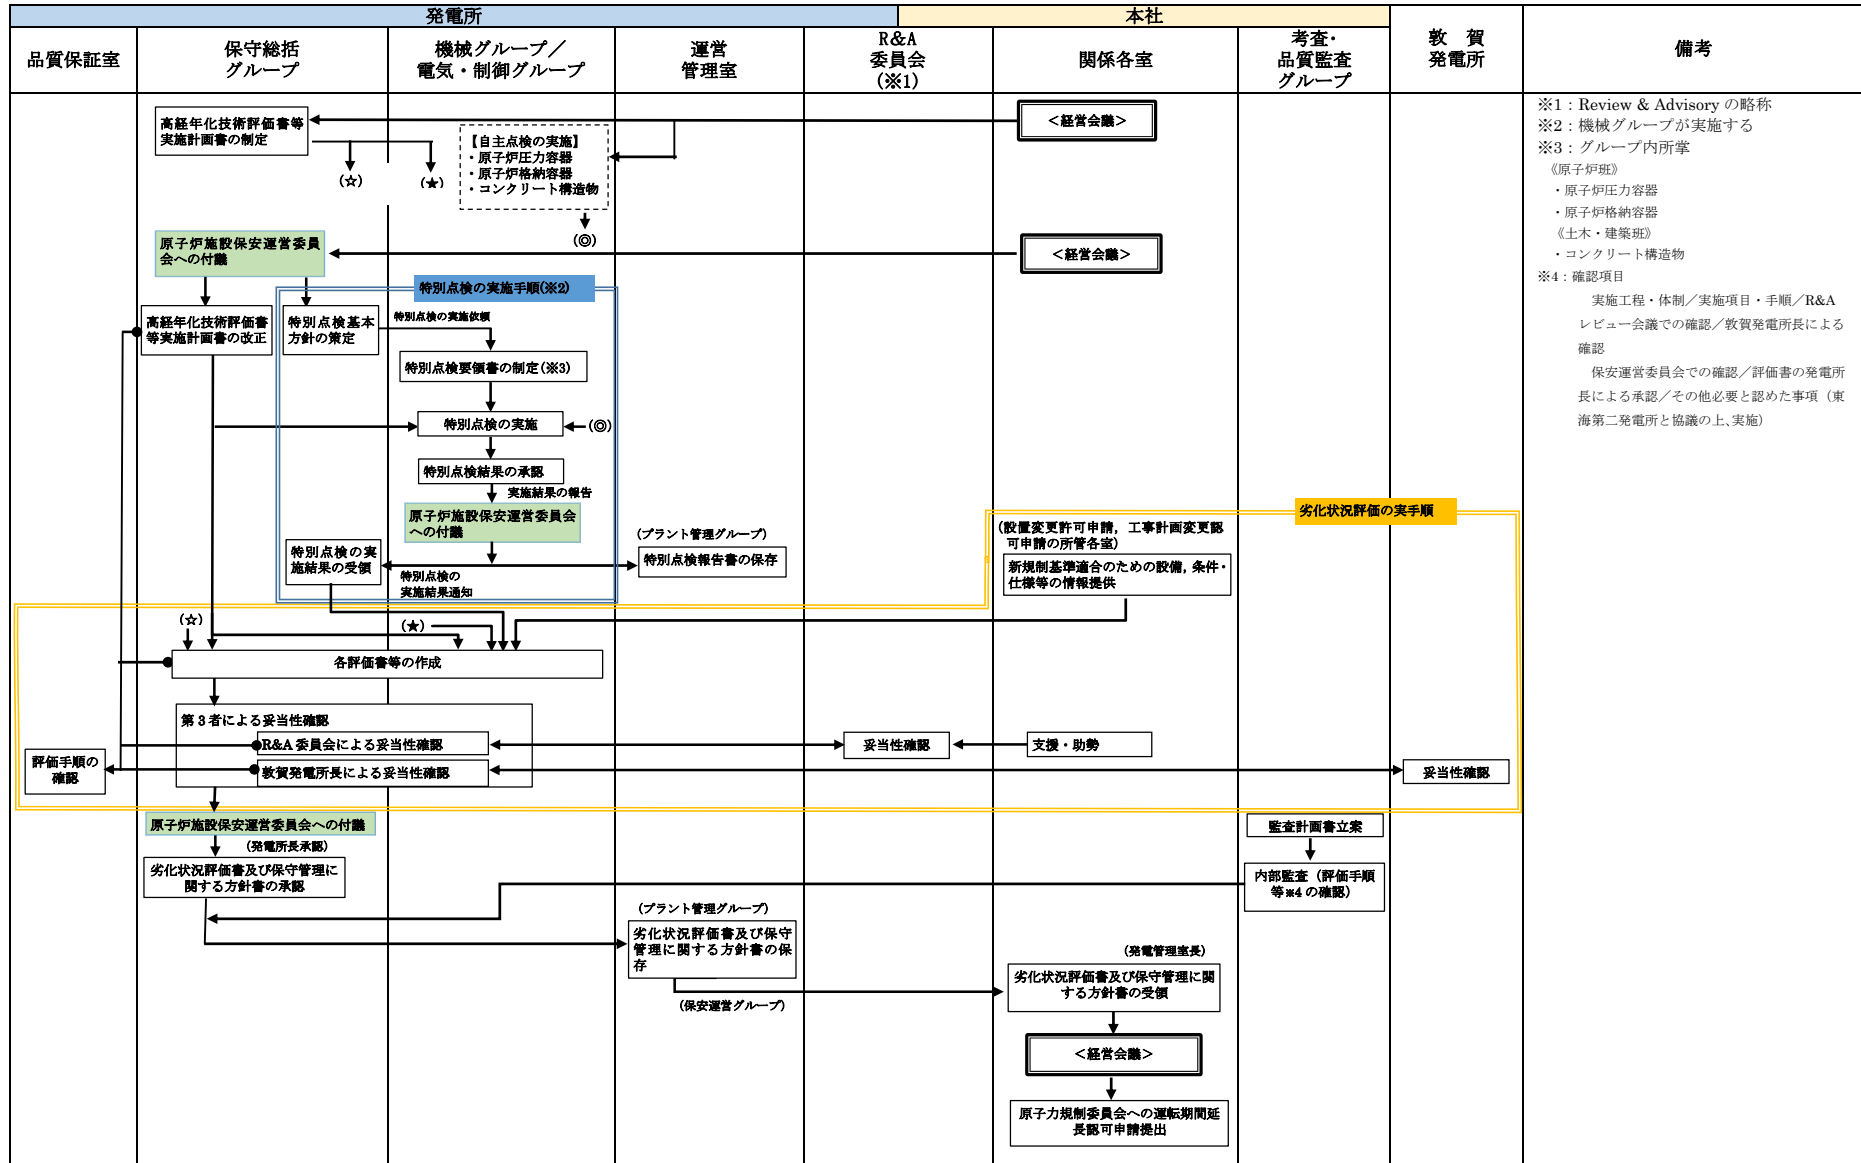 発電所
本社
品質保証室
保守総括
グループ
機械グループ／
電気・制御グループ
運営
管理室
R&A
委員会
(※1)
関係各室
考査・
品質監査
グループ
敦　賀
発電所
備考
高経年化技術評価書等
実施計画書の制定
(☆)
(★)
【自主点検の実施】
・原子炉圧力容器
・原子炉格納容器
・コンクリート構造物
(◎)
＜経営会議＞
原子炉施設保安運営委員
会への付議
＜経営会議＞
特別点検の実施手順(※2)
高経年化技術評価書
等実施計画書の改正
特別点検基本
方針の策定
特別点検の実施依頼
特別点検要領書の制定(※3)
特別点検の実施
(◎)
特別点検結果の承認
実施結果の報告
原子炉施設保安運営委員会
への付議
特別点検の実
施結果の受領
特別点検の
実施結果通知
(プラント管理グループ)
特別点検報告書の保存
劣化状況評価の実手順
(設置変更許可申請，工事計画変更認
可申請の所管各室)
新規制基準適合のための設備，条件・
仕様等の情報提供
(☆)
(★)
各評価書等の作成
第3者による妥当性確認
R&A 委員会による妥当性確認
敦賀発電所長による妥当性確認
妥当性確認
支援・助勢
評価手順の
確認
妥当性確認
原子炉施設保安運営委員会への付議
(発電所長承認)
劣化状況評価書及び保守管理に
関する方針書の承認
監査計画書立案
内部監査（評価手順
等※4 の確認）
(プラント管理グループ)
劣化状況評価書及び保守
管理に関する方針書の保
存
(保安運営グループ)
(発電管理室長)
劣化状況評価書及び保守管理に関
する方針書の受領
＜経営会議＞
原子力規制委員会への運転期間延
長認可申請提出
※1：Review & Advisory の略称
※2：機械グループが実施する
※3：グループ内所掌
《原子炉班》
・原子炉圧力容器
・原子炉格納容器
《土木・建築班》
・コンクリート構造物
※4：確認項目
実施工程・体制／実施項目・手順／R&A
レビュー会議での確認／敦賀発電所長による
確認
保安運営委員会での確認／評価書の発電所
長による承認／その他必要と認めた事項（東
海第二発電所と協議の上、実施）